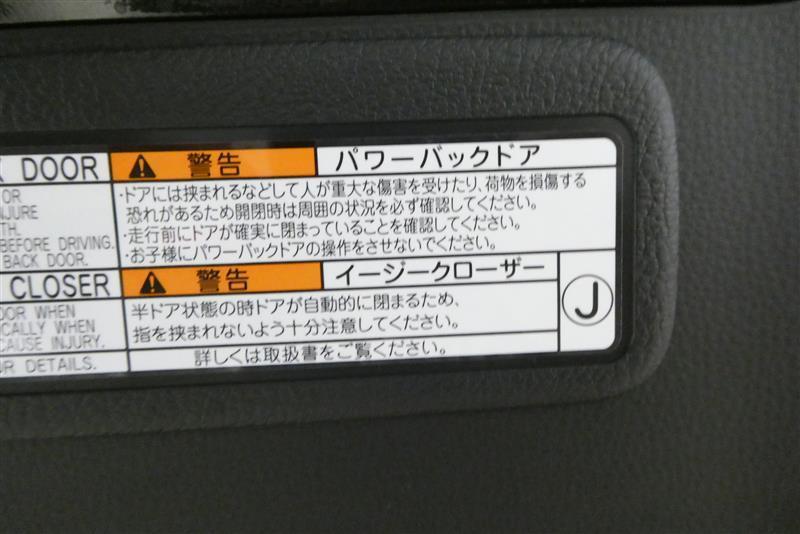 DOOR
警告
パワーバックドア
OR
NJURE
TH.
BEFORE DRIVING.
BACK DOOR.
・ドアには挟まれるなどして人が重大な傷害を受けたり、荷物を損傷する
恐れがあるため開閉時は周囲の状況を必ず確認してください。
・走行前にドアが確実に閉まっていることを確認してください。
・お子様にパワーバックドアの操作をさせないでください。
CLOSER
警告
イージークローザー
OOR WHEN
ICALLY WHEN
CAUSE INJURY.
半ドア状態の時ドアが自動的に閉まるため、
指を挟まれないよう十分注意してください。
J
R DETAILS.
詳しくは取扱書をご覧ください。